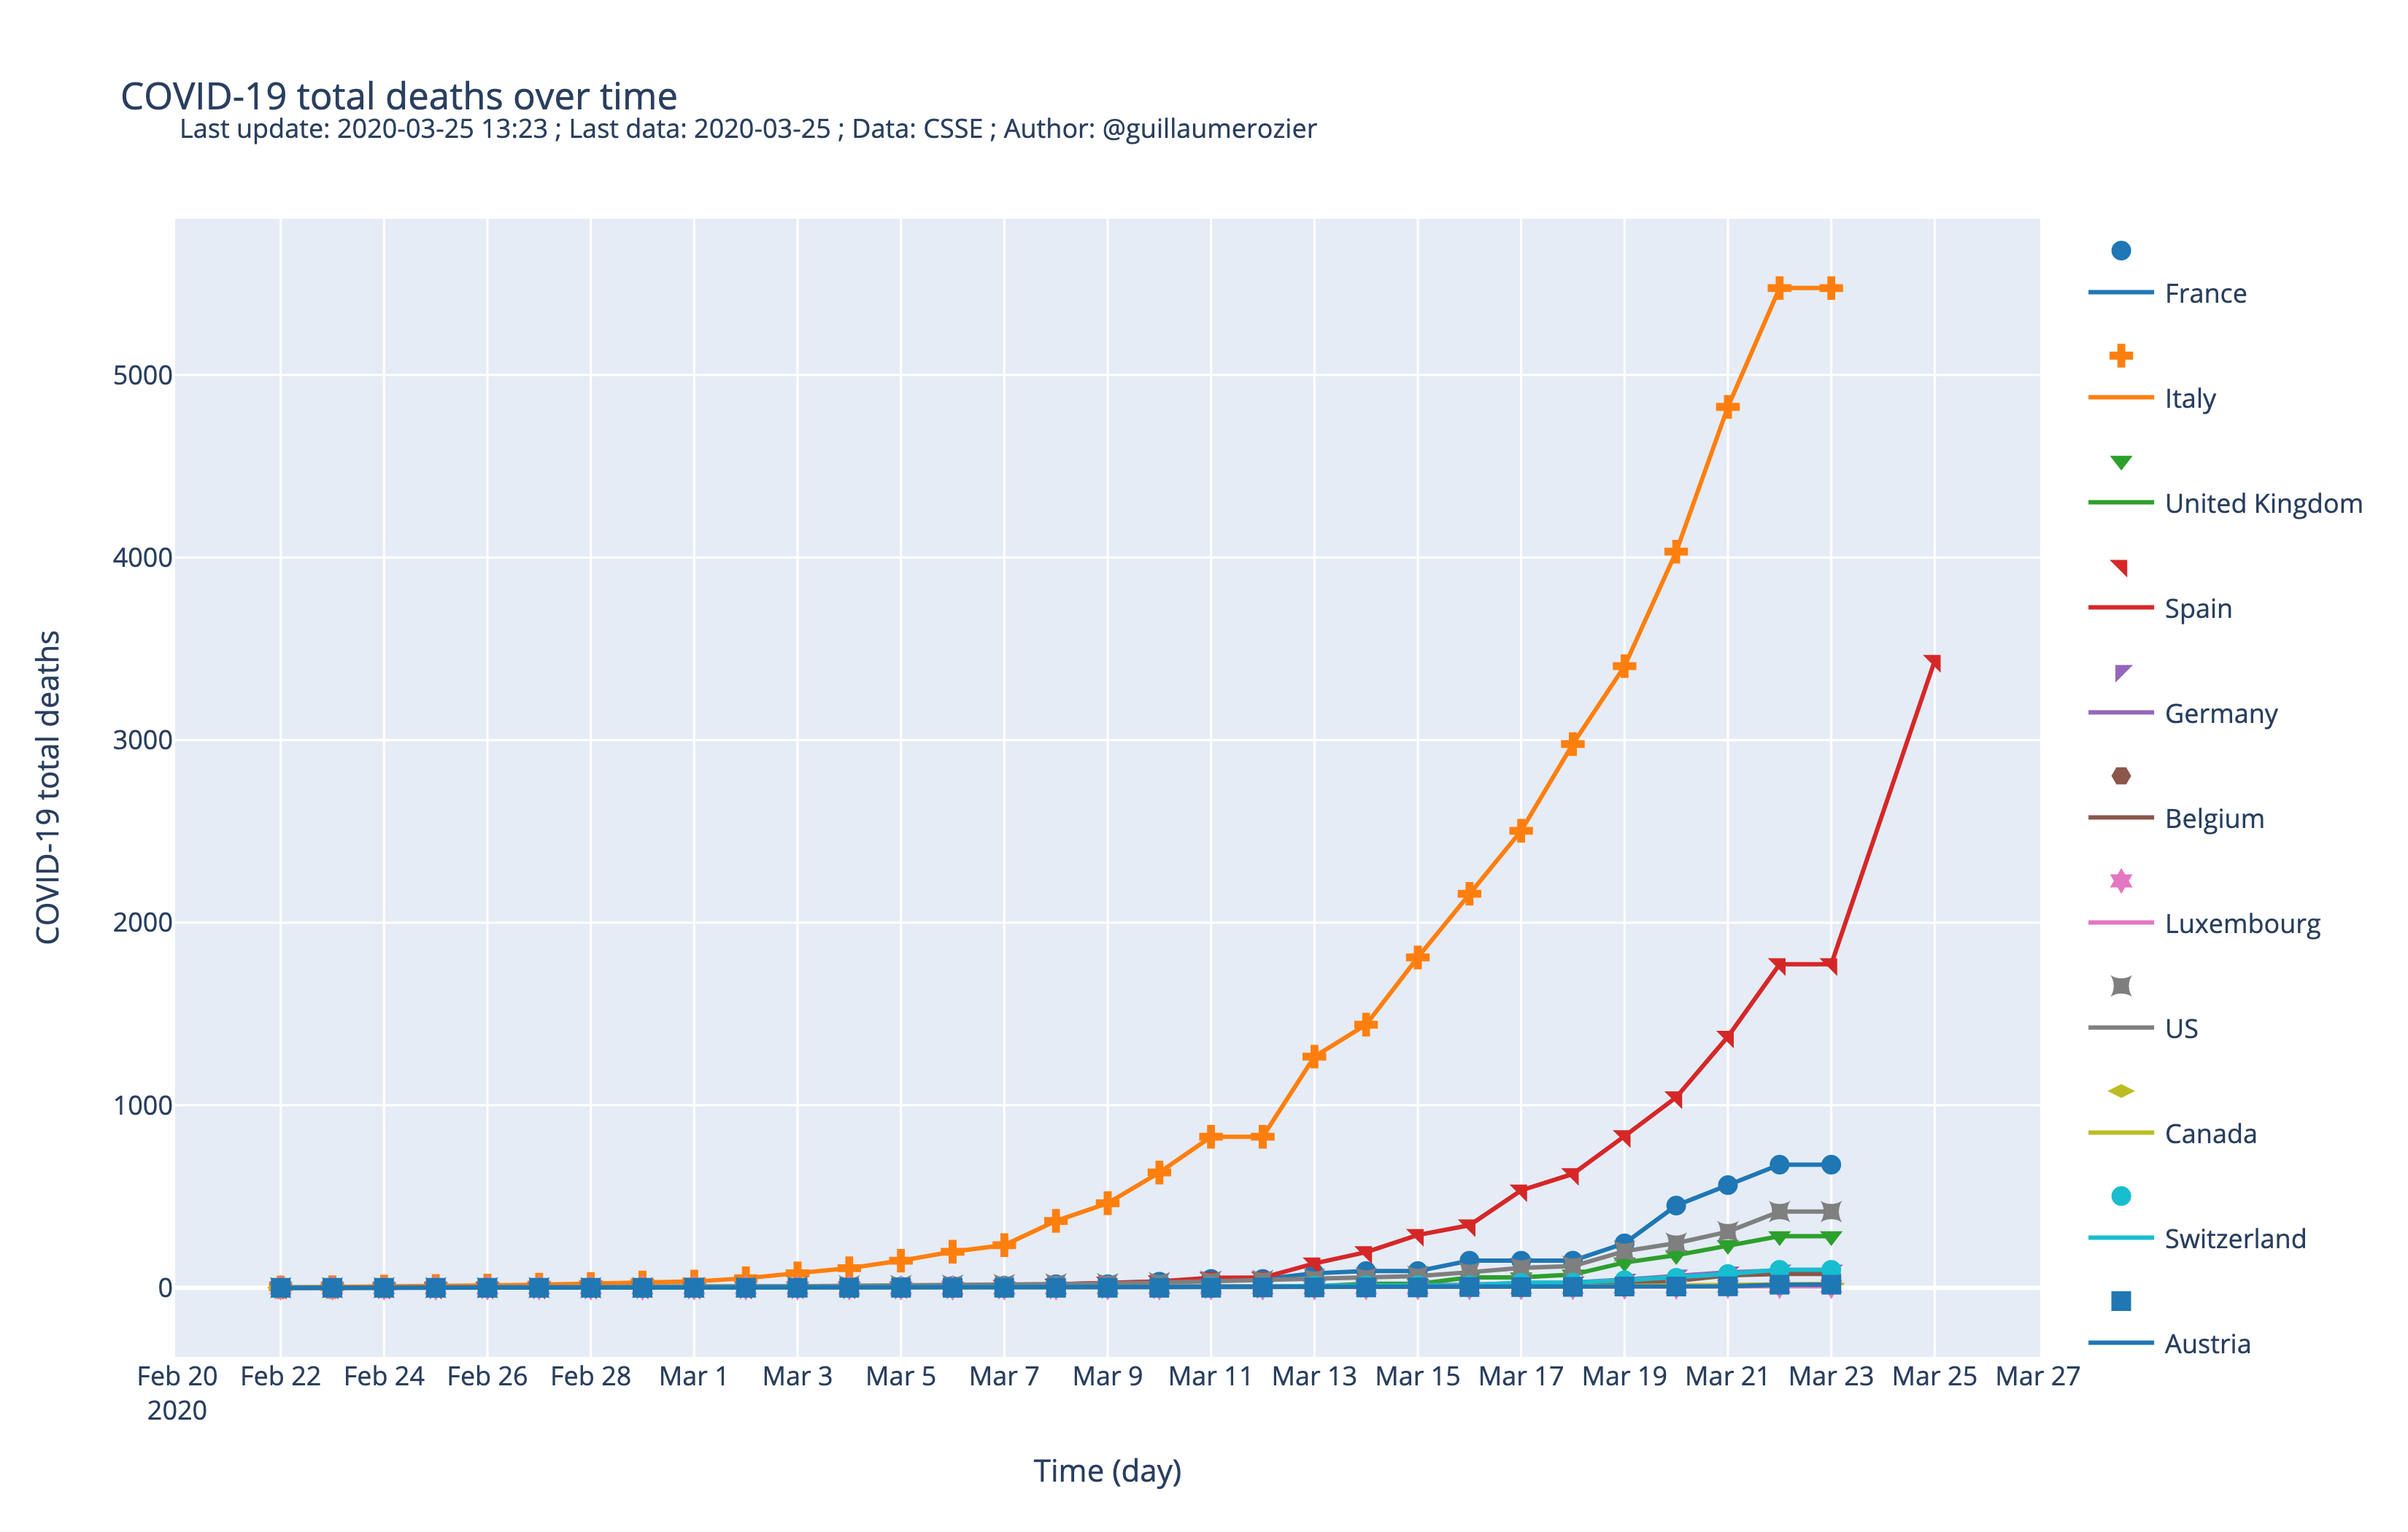 COVID-19 total deaths over time
Last update: 2020-03-25 13:23 ; Last data: 2020-03-25 ; Data: CSSE ; Author: @guillaumerozier
COVID-19 total deaths
5000
4000
3000
2000
1000
0
Feb 20 Feb 22 Feb 24 Feb 26 Feb 28 Mar 1 Mar 3 Mar 5 Mar 7 Mar 9 Mar 11 Mar 13 Mar 15 Mar 17 Mar 19 Mar 21 Mar 23 Mar 25 Mar 27
2020
Time (day)
France
Italy
United Kingdom
Spain
Germany
Belgium
Luxembourg
US
Canada
Switzerland
Austria